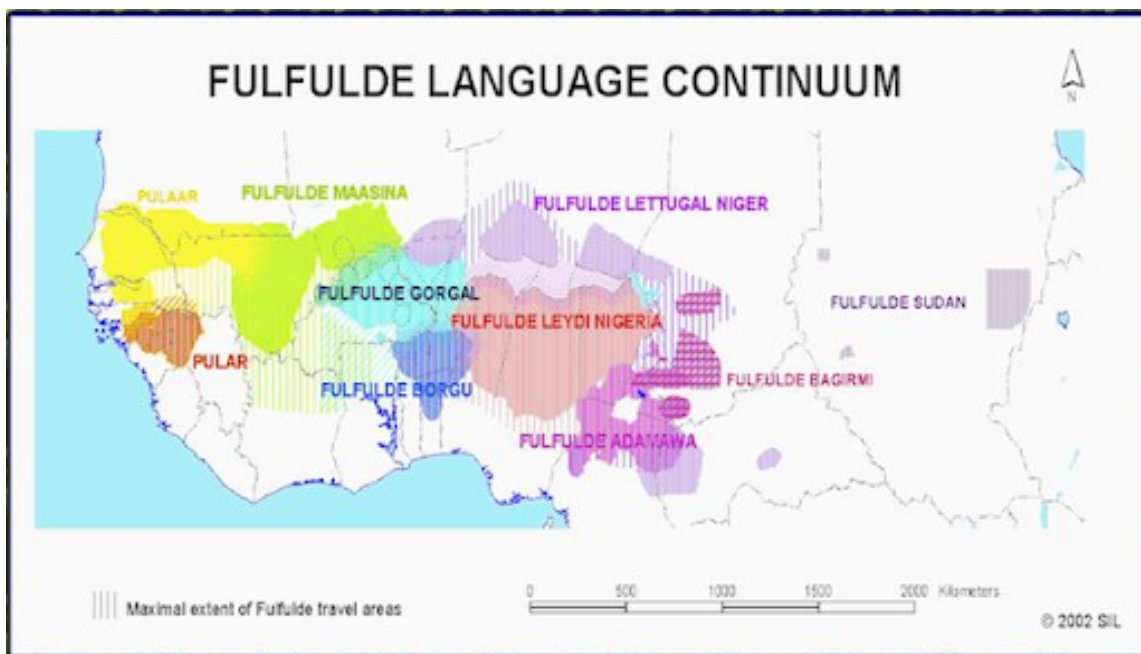 FULFULDE LANGUAGE CONTINUUM
N
PULAAR
FULFULDE MAASINA
FULFULDE LETTUGAL NIGER
FULFULDE GORGAL
FULFULDE SUDAN
FULFULDE LEYDI NIGERIA
PULAR
FULFULDE BORGU
FULFULDE BAGIRMI
FULFULDE ADAMAWA
0 500 1000 1500 2000 Kilometers
Maximal extent of Fulfulde travel areas
© 2002 SIL